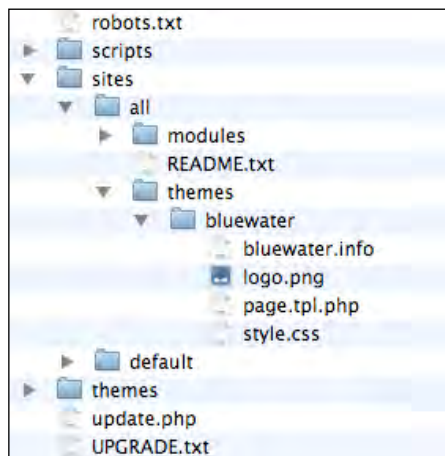 robots.txt
scripts
sites
all
modules
README.txt
themes
bluewater
bluewater.info
logo.png
page.tpl.php
style.css
default
themes
update.php
UPGRADE.txt